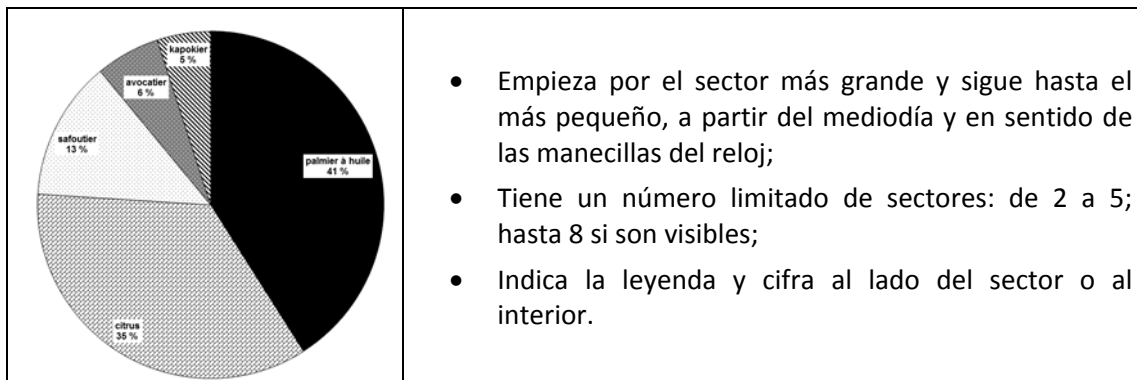 kapokier
5 %
avocatier
6 %
safoutier
13 %
palmier à huile
41 %
citrus
35 %
• Empieza por el sector más grande y sigue hasta el
más pequeño, a partir del mediodía y en sentido de
las manecillas del reloj;
• Tiene un número limitado de sectores: de 2 a 5;
hasta 8 si son visibles;
• Indica la leyenda y cifra al lado del sector o al
interior.